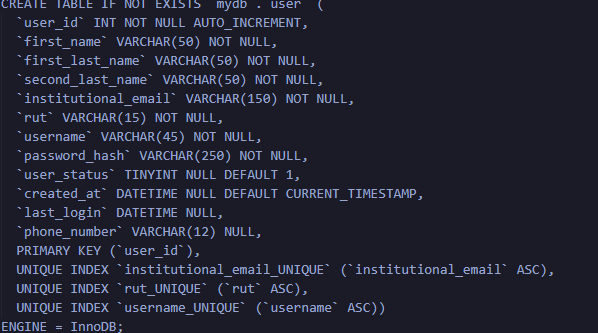 CREATE TABLE IF NOT EXISTS `mydb`.`user` (
`user_id` INT NOT NULL AUTO_INCREMENT,
`first_name` VARCHAR(50) NOT NULL,
`first_last_name` VARCHAR(50) NOT NULL,
`second_last_name` VARCHAR(50) NOT NULL,
`institutional_email` VARCHAR(150) NOT NULL,
`rut` VARCHAR(15) NOT NULL,
`username` VARCHAR(45) NOT NULL,
`password_hash` VARCHAR(250) NOT NULL,
`user_status` TINYINT NULL DEFAULT 1,
`created_at` DATETIME NULL DEFAULT CURRENT_TIMESTAMP,
`last_login` DATETIME NULL,
`phone_number` VARCHAR(12) NULL,
PRIMARY KEY (`user_id`),
UNIQUE INDEX `institutional_email_UNIQUE` (`institutional_email` ASC),
UNIQUE INDEX `rut_UNIQUE` (`rut` ASC),
UNIQUE INDEX `username_UNIQUE` (`username` ASC))
ENGINE = InnoDB;